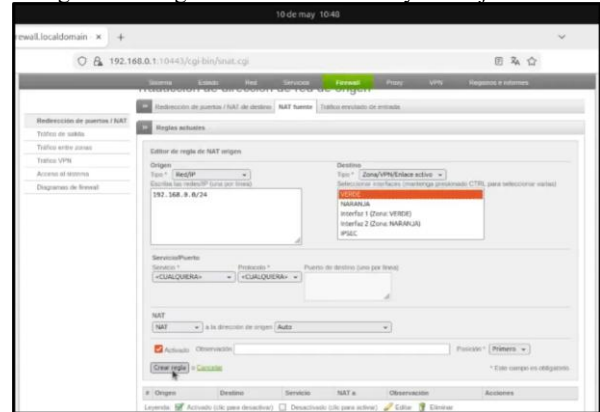 10 de may 10:48
rewall.localdomain - × +
192.168.0.1:10443/cgi-bin/snat.cgi
Sistema Estado Red Servicios Firewall Proxy VPN Registros e informes
Redirección de puertos / NAT de destino NAT fuente Tráfico enrutado de entrada
Redirección de puertos / NAT
Reglas actuales
Tráfico de salida
Tráfico entre zonas
Tráfico VPN
Acceso al sistema
Diagramas de firewall
Editor de regla de NAT origen
Origen Destino
Tipo * Red/IP Tipo * Zona/VPN/Enlace activo
Escriba las redes/IP (una por línea) Seleccionar interfaces (mantenga presionado CTRL para seleccionar varias)
192.168.0.0/24
VERDE
NARANJA
Interfaz 1 (Zona: VERDE)
Interfaz 2 (Zona: NARANJA)
IPSEC
Servicio/Puerto
Servicio * Protocolo * Puerto de destino (uno por línea)
<CUALQUIERA> <CUALQUIERA>
NAT
NAT a la dirección de origen Auto
Activado Observación Posición * Primero
Crear regla o Cancelar * Este campo es obligatorio.
# Origen Destino Servicio NAT a Observación Acciones
Leyenda: Activado (clic para desactivar) Desactivado (clic para activar) Editar Eliminar